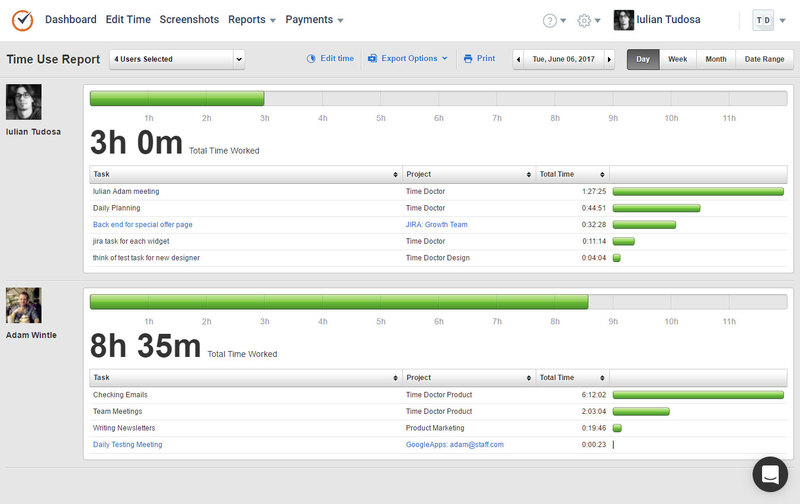 Dashboard Edit Time Screenshots Reports Payments ? Iulian Tudosa T D
Time Use Report 4 Users Selected Edit time Export Options Print Tue, June 06, 2017 Day Week Month Date Range
Iulian Tudosa
1h 2h 3h 4h 5h 6h 7h 8h 9h 10h 11h
3h 0m Total Time Worked
Task Project Total Time
Iulian Adam meeting Time Doctor 1:27:25
Daily Planning Time Doctor 0:44:51
Back end for special offer page JIRA: Growth Team 0:32:28
jira task for each widget Time Doctor 0:11:14
think of test task for new designer Time Doctor Design 0:04:04
Adam Wintle
1h 2h 3h 4h 5h 6h 7h 8h 9h 10h 11h
8h 35m Total Time Worked
Task Project Total Time
Checking Emails Time Doctor Product 6:12:02
Team Meetings Time Doctor Product 2:03:04
Writing Newsletters Product Marketing 0:19:46
Daily Testing Meeting GoogleApps: adam@staff.com 0:00:23